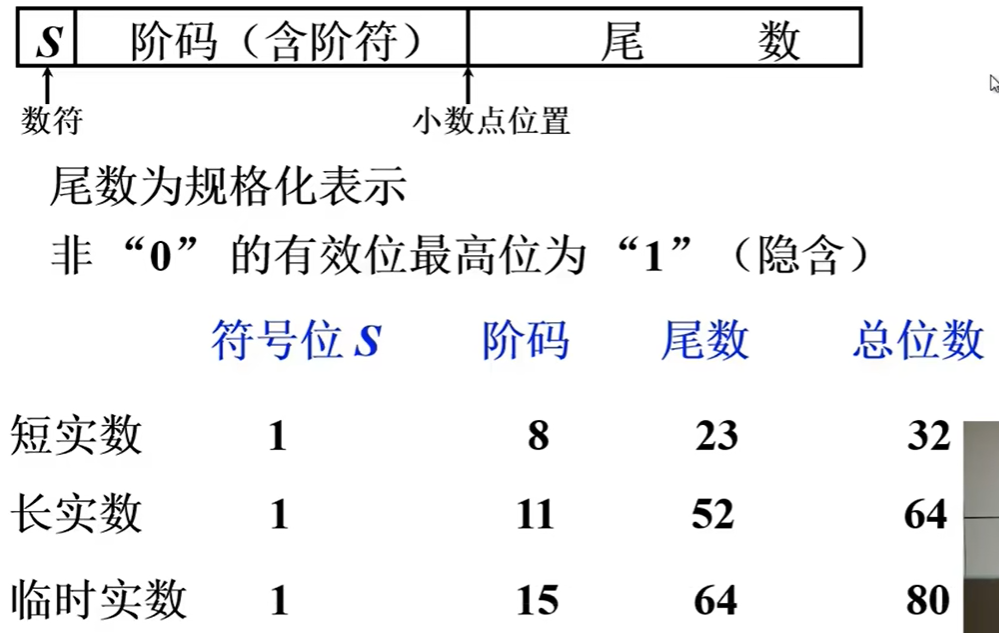 S 阶码（含阶符） 尾 数
数符 小数点位置
尾数为规格化表示
非 “0” 的有效位最高位为 “1”（隐含）
符号位 S 阶码 尾数 总位数
短实数 1 8 23 32
长实数 1 11 52 64
临时实数 1 15 64 80